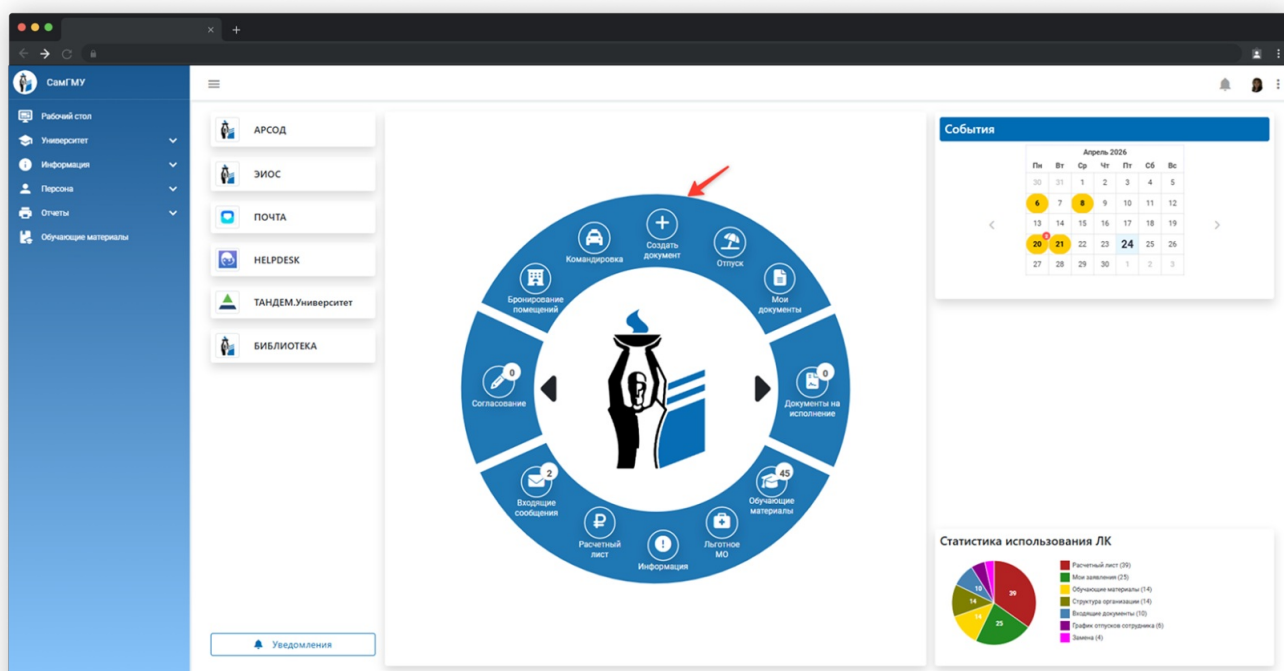 СамГМУ
Рабочий стол
Университет
Информация
Персона
Отчеты
Обучающие материалы
АРСОД
ЭИОС
ПОЧТА
HELPDESK
ТАНДЕМ.Университет
БИБЛИОТЕКА
Уведомления
Создать
документ
Командировка
Отпуск
Бронирование
помещений
Мои
документы
0
Согласование
0
Документы на
исполнение
2
Входящие
сообщения
45
Обучающие
материалы
Расчетный
лист
Льготное
МО
Информация
События
Апрель 2026
Пн Вт Ср Чт Пт Сб Вс
30 31 1 2 3 4 5
6 7 8 9 10 11 12
13 14 15 16 17 18 19
20 21 22 23 24 25 26
27 28 29 30 1 2 3
Статистика использования ЛК
39
25
14
14
10
Расчетный лист (39)
Мои заявления (25)
Обучающие материалы (14)
Структура организации (14)
Входящие документы (10)
График отпусков сотрудника (6)
Замена (4)